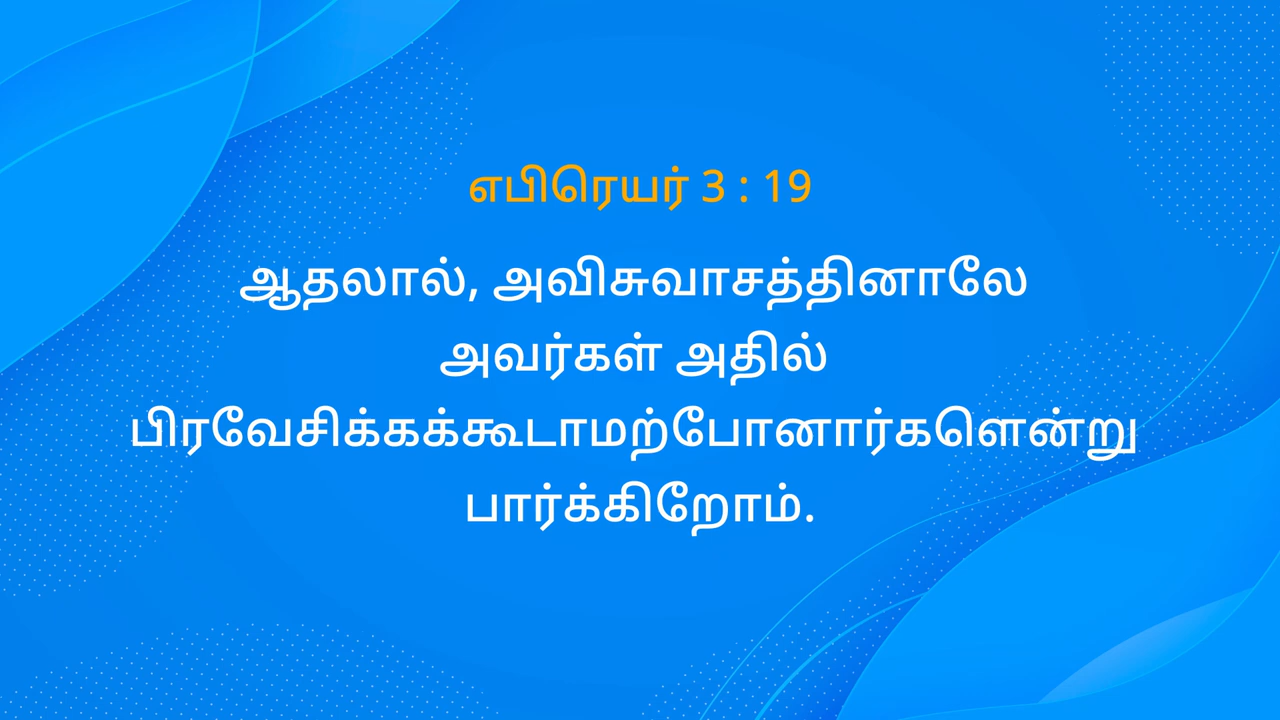 எபிரெயர் 3 : 19
ஆதலால், அவிசுவாசத்தினாலே
அவர்கள் அதில்
பிரவேசிக்கக்கூடாமற்போனார்களென்று
பார்க்கிறோம்.